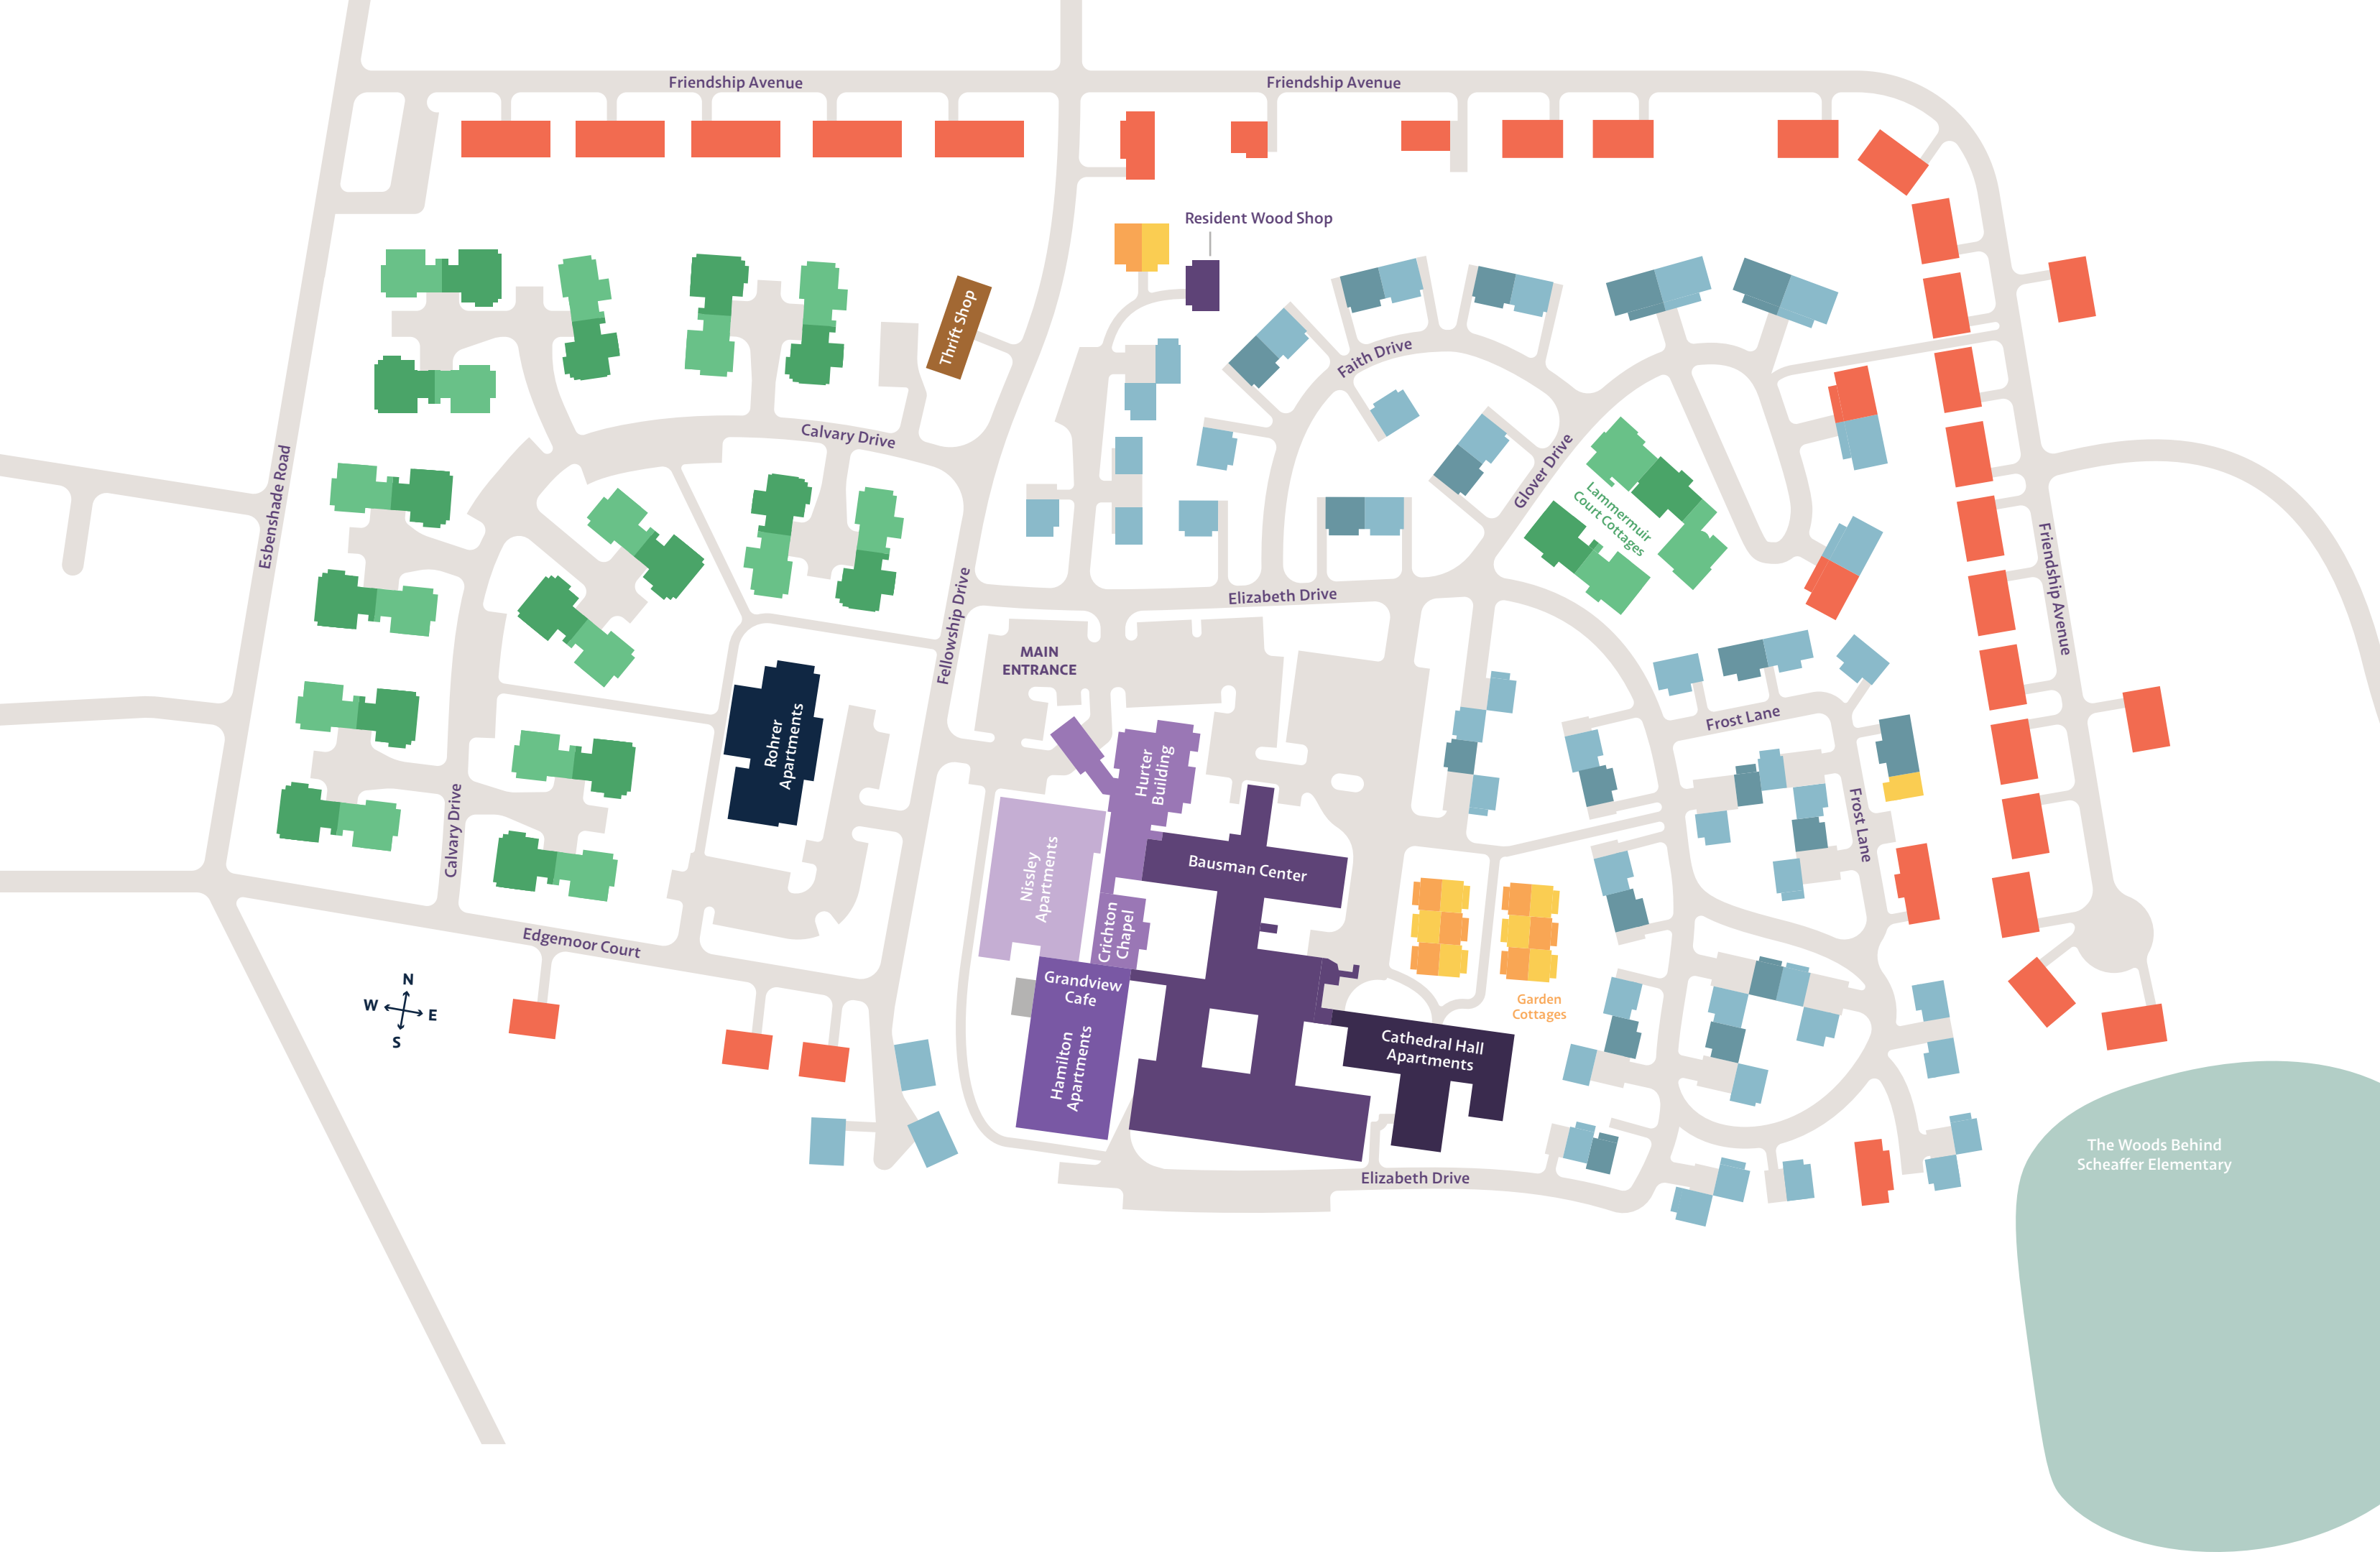 Friendship Avenue
Friendship Avenue
Resident Wood Shop
Thrift Shop
Faith Drive
Calvary Drive
Glover Drive
Lammermuir
Court Cottages
Esbenshade Road
Friendship Avenue
Elizabeth Drive
Fellowship Drive
MAIN
ENTRANCE
Rohrer
Apartments
Frost Lane
Hurter
Building
Frost Lane
Calvary Drive
Nissley
Apartments
Bausman Center
Crichton
Chapel
Edgemoor Court
Grandview
Cafe
Garden
Cottages
N
W
E
S
Hamilton
Apartments
Cathedral Hall
Apartments
The Woods Behind
Scheaffer Elementary
Elizabeth Drive